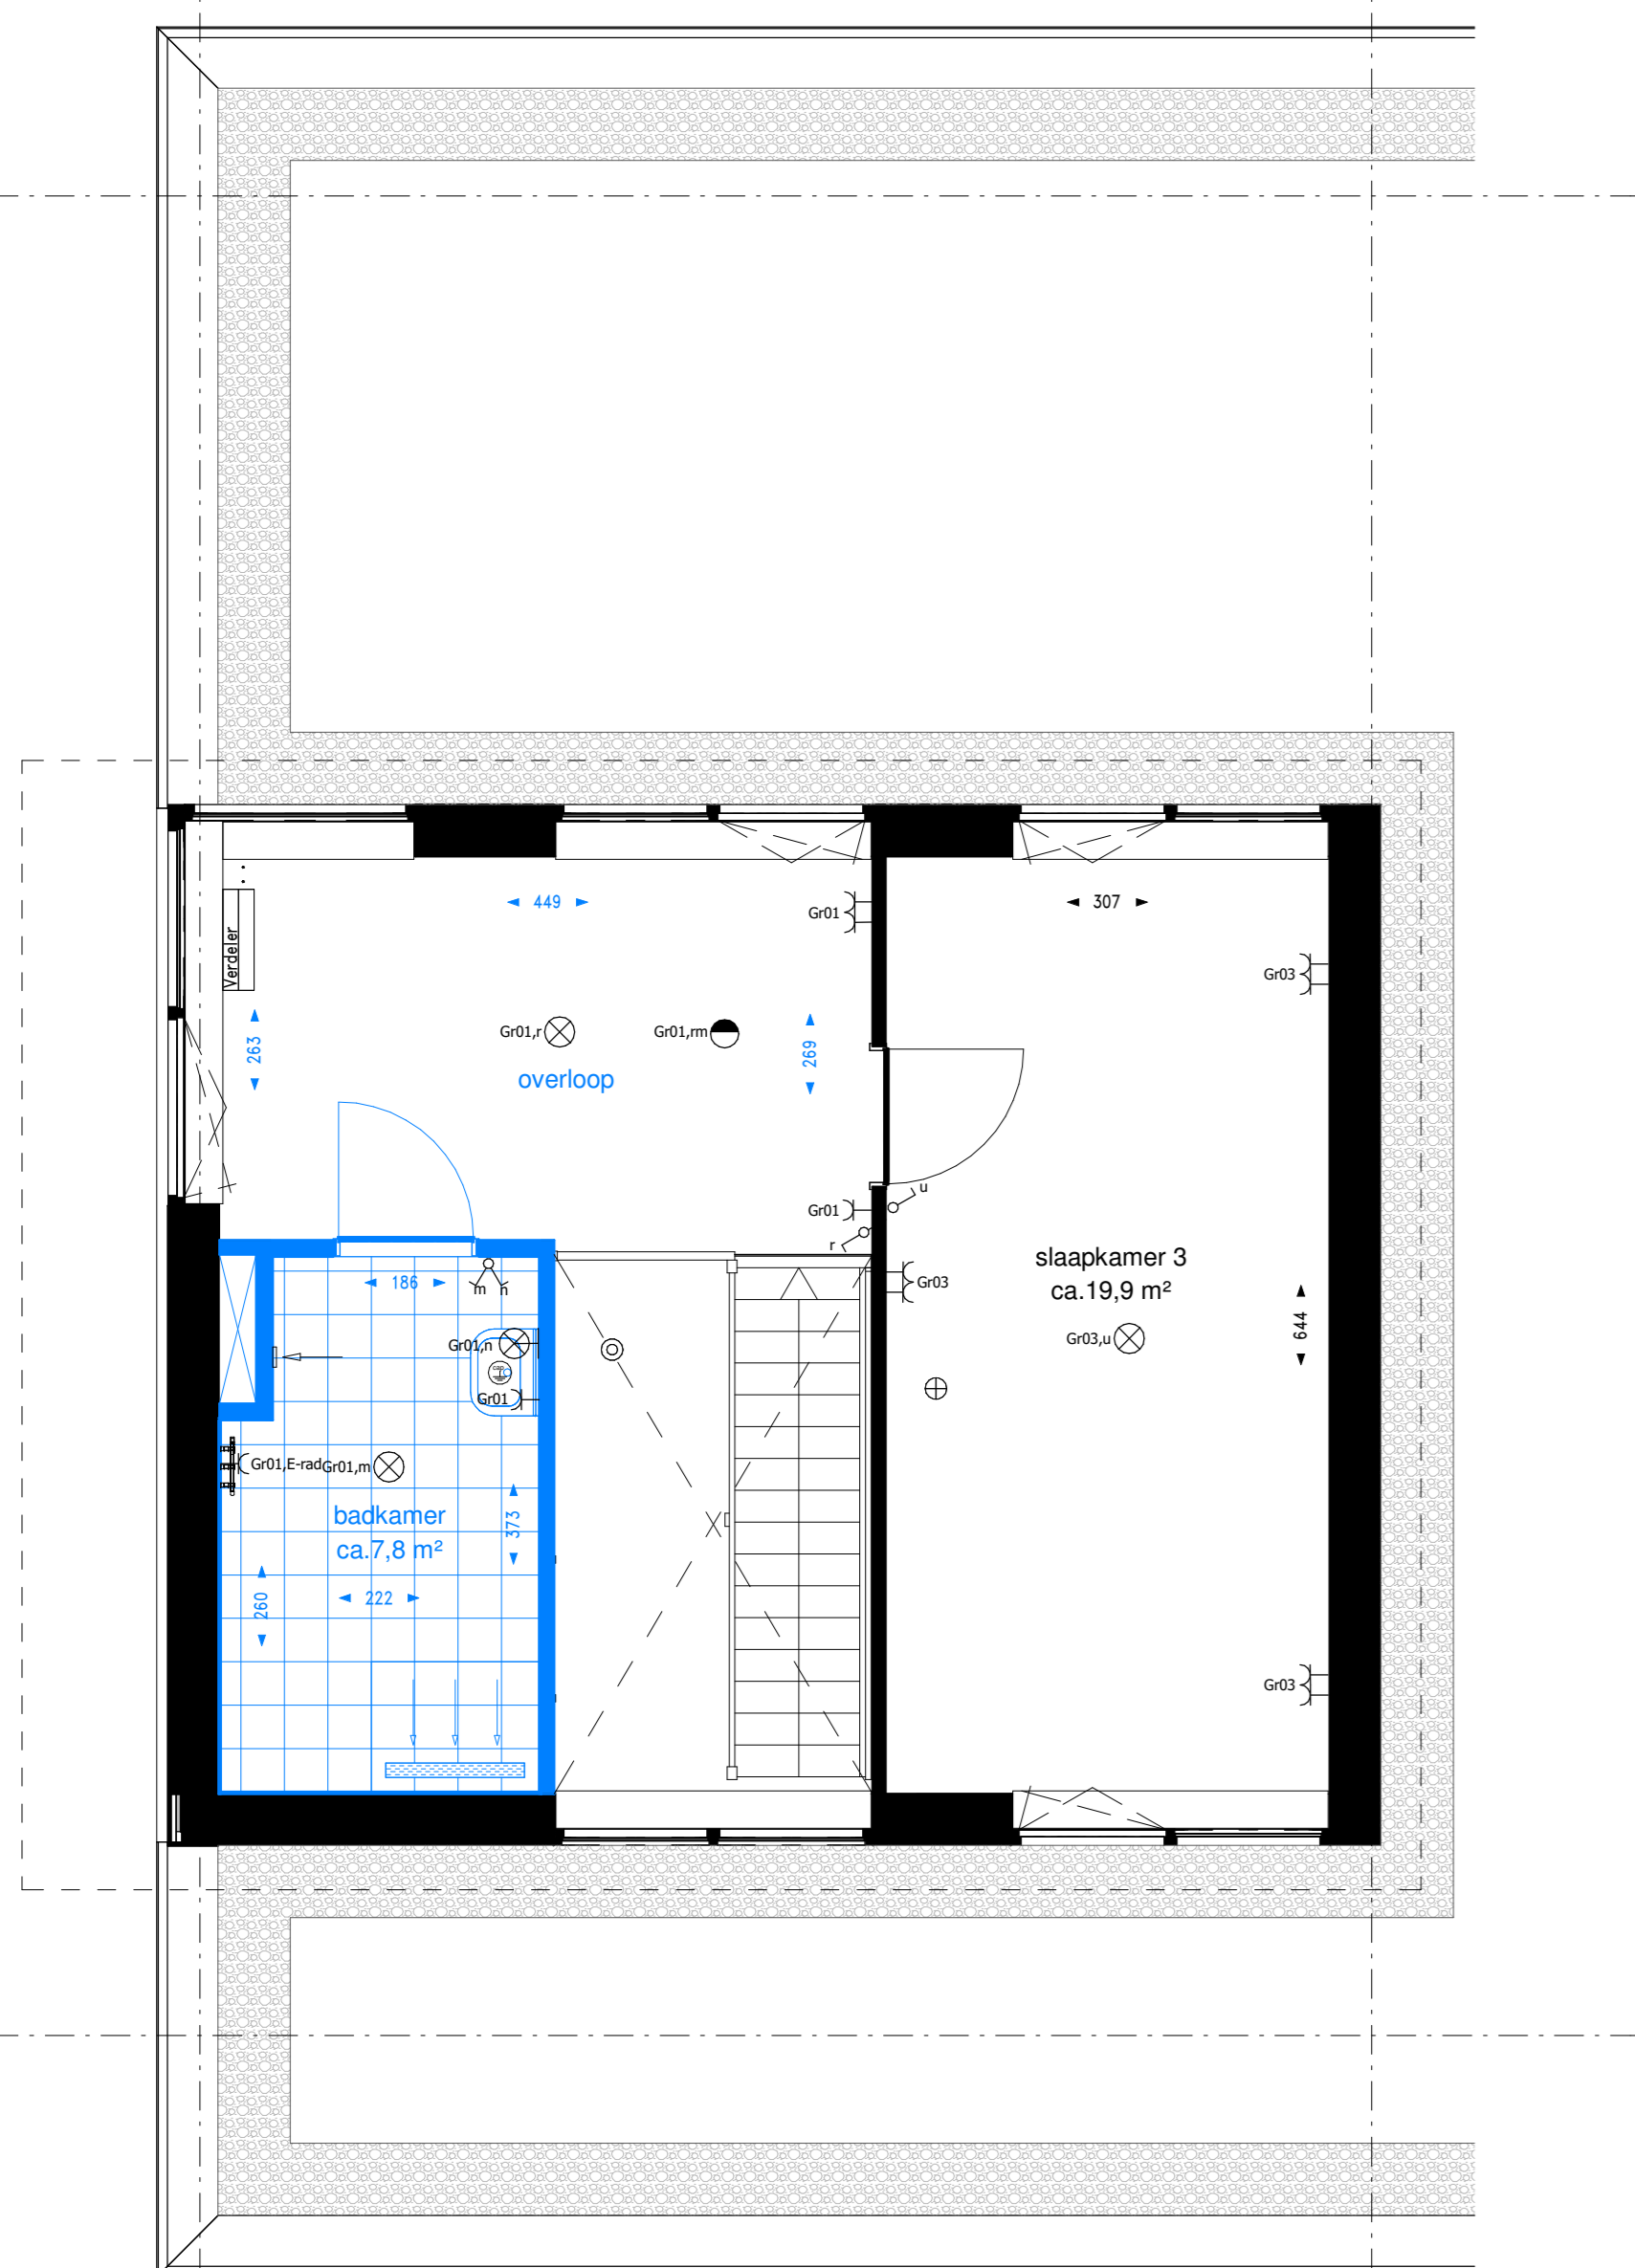 449
307
Gr01
Verdeler
Gr03
263
Gr01,r
Gr01,rm
269
overloop
u
Gr01
r
slaapkamer 3
ca.19,9 m²
186
m
n
Gr03
644
Gr03,u
Gr01,n
Gr01
Gr01,E-rad
Gr01,m
badkamer
ca.7,8 m²
373
260
222
Gr03